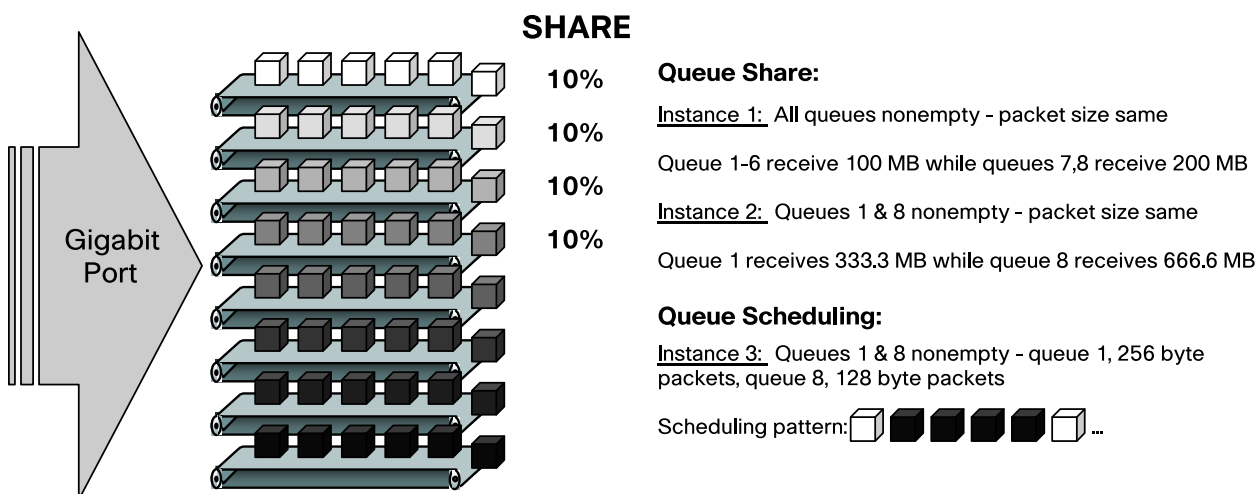 SHARE
10%
10%
10%
10%
Gigabit
Port
Queue Share:
Instance 1: All queues nonempty - packet size same
Queue 1-6 receive 100 MB while queues 7,8 receive 200 MB
Instance 2: Queues 1 & 8 nonempty - packet size same
Queue 1 receives 333.3 MB while queue 8 receives 666.6 MB
Queue Scheduling:
Instance 3: Queues 1 & 8 nonempty - queue 1, 256 byte
packets, queue 8, 128 byte packets
Scheduling pattern: ...